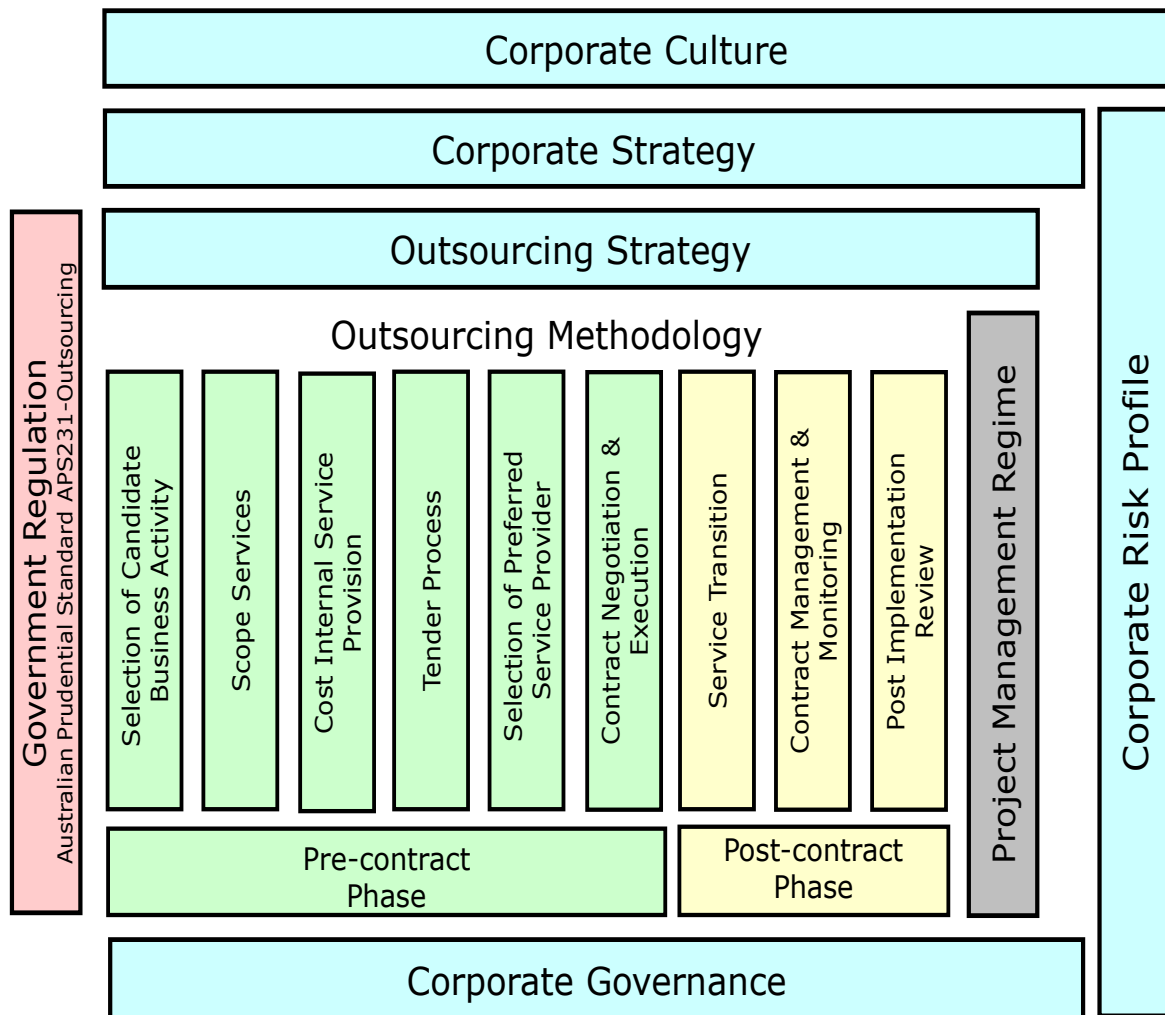 Corporate Culture
Corporate Strategy
Outsourcing Strategy
Government Regulation
Australian Prudential Standard APS231-Outsourcing
Outsourcing Methodology
Selection of Candidate
Business Activity
Scope Services
Cost Internal Service
Provision
Tender Process
Selection of Preferred
Service Provider
Contract Negotiation &
Execution
Service Transition
Contract Management &
Monitoring
Post Implementation
Review
Project Management Regime
Corporate Risk Profile
Pre-contract
Phase
Post-contract
Phase
Corporate Governance